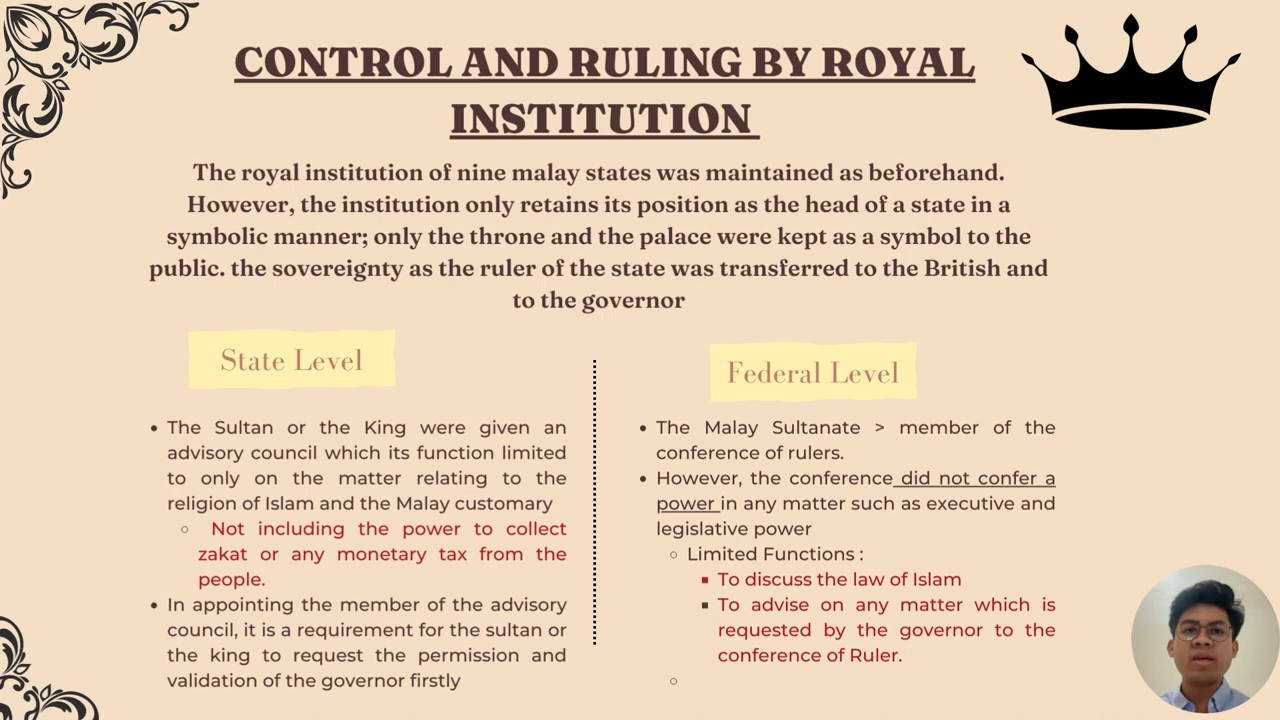 CONTROL AND RULING BY ROYAL
INSTITUTION
The royal institution of nine malay states was maintained as beforehand.
However, the institution only retains its position as the head of a state in a
symbolic manner; only the throne and the palace were kept as a symbol to the
public. the sovereignty as the ruler of the state was transferred to the British and
to the governor
State Level
The Sultan or the King were given an
advisory council which its function limited
to only on the matter relating to the
religion of Islam and the Malay customary
Not including the power to collect
zakat or any monetary tax from the
people.
In appointing the member of the advisory
council, it is a requirement for the sultan or
the king to request the permission and
validation of the governor firstly
Federal Level
The Malay Sultanate > member of the
conference of rulers.
However, the conference did not confer a
power in any matter such as executive and
legislative power
Limited Functions :
To discuss the law of Islam
To advise on any matter which is
requested by the governor to the
conference of Ruler.